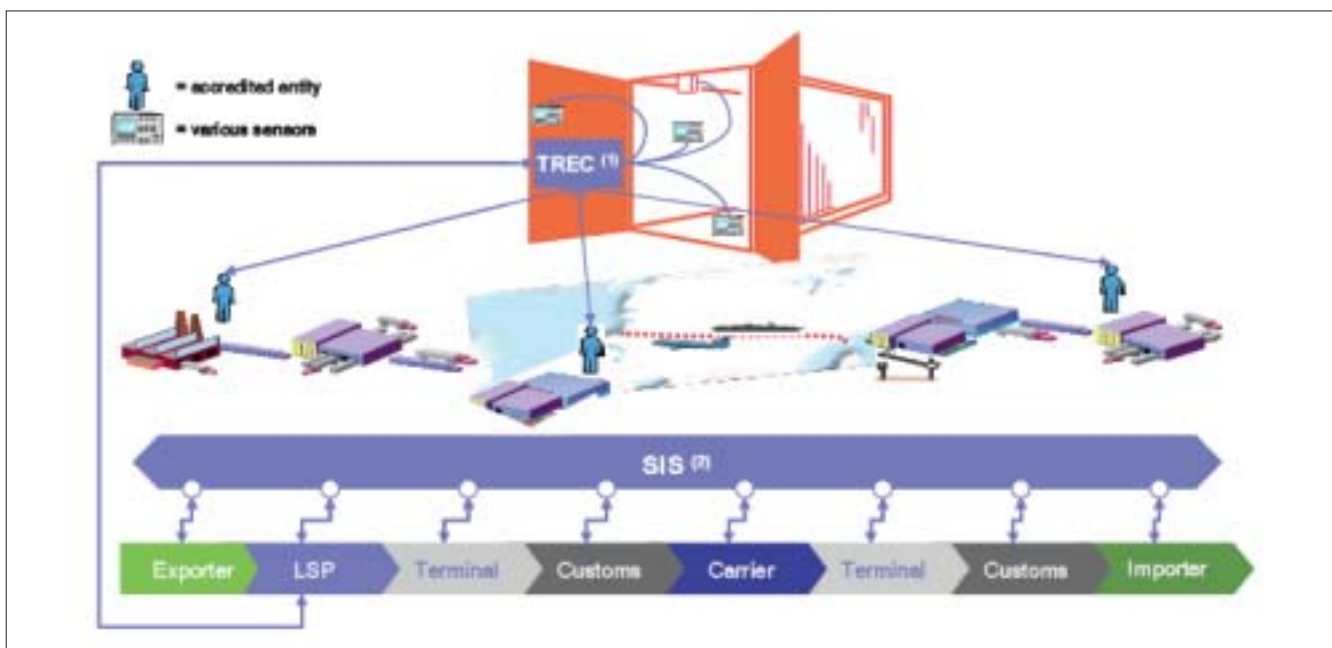 = accredited entity
= various sensors
TREC (1)
SIS (2)
Exporter
LSP
Terminal
Customs
Carrier
Terminal
Customs
Importer